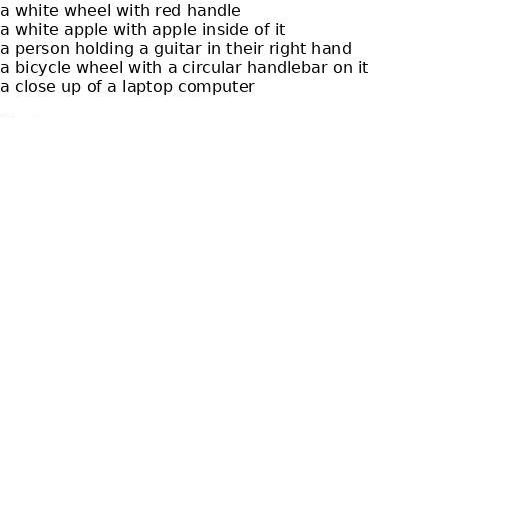 a white wheel with red handle
a white apple with apple inside of it
a person holding a guitar in their right hand
a bicycle wheel with a circular handlebar on it
a close up of a laptop computer